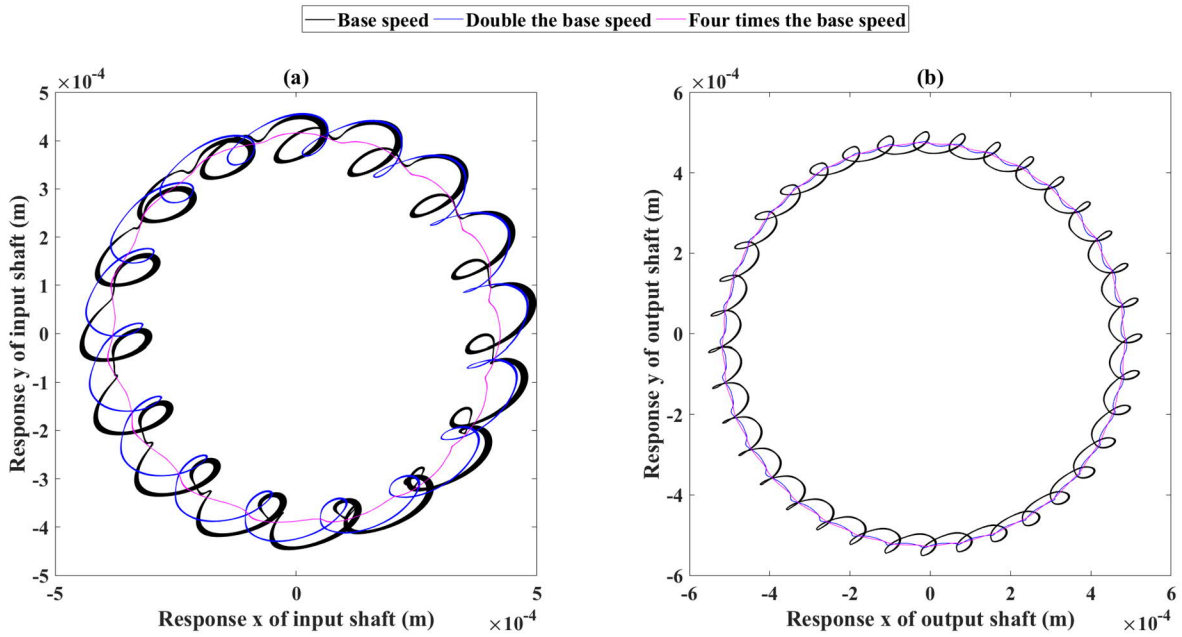 Base speed Double the base speed Four times the base speed
(a)
×10⁻⁴
5
4
3
2
1
0
-1
-2
-3
-4
-5
Response y of input shaft (m)
-5 0 5
Response x of input shaft (m)
×10⁻⁴
(b)
×10⁻⁴
6
4
2
0
-2
-4
-6
Response y of output shaft (m)
-6 -4 -2 0 2 4 6
Response x of output shaft (m)
×10⁻⁴